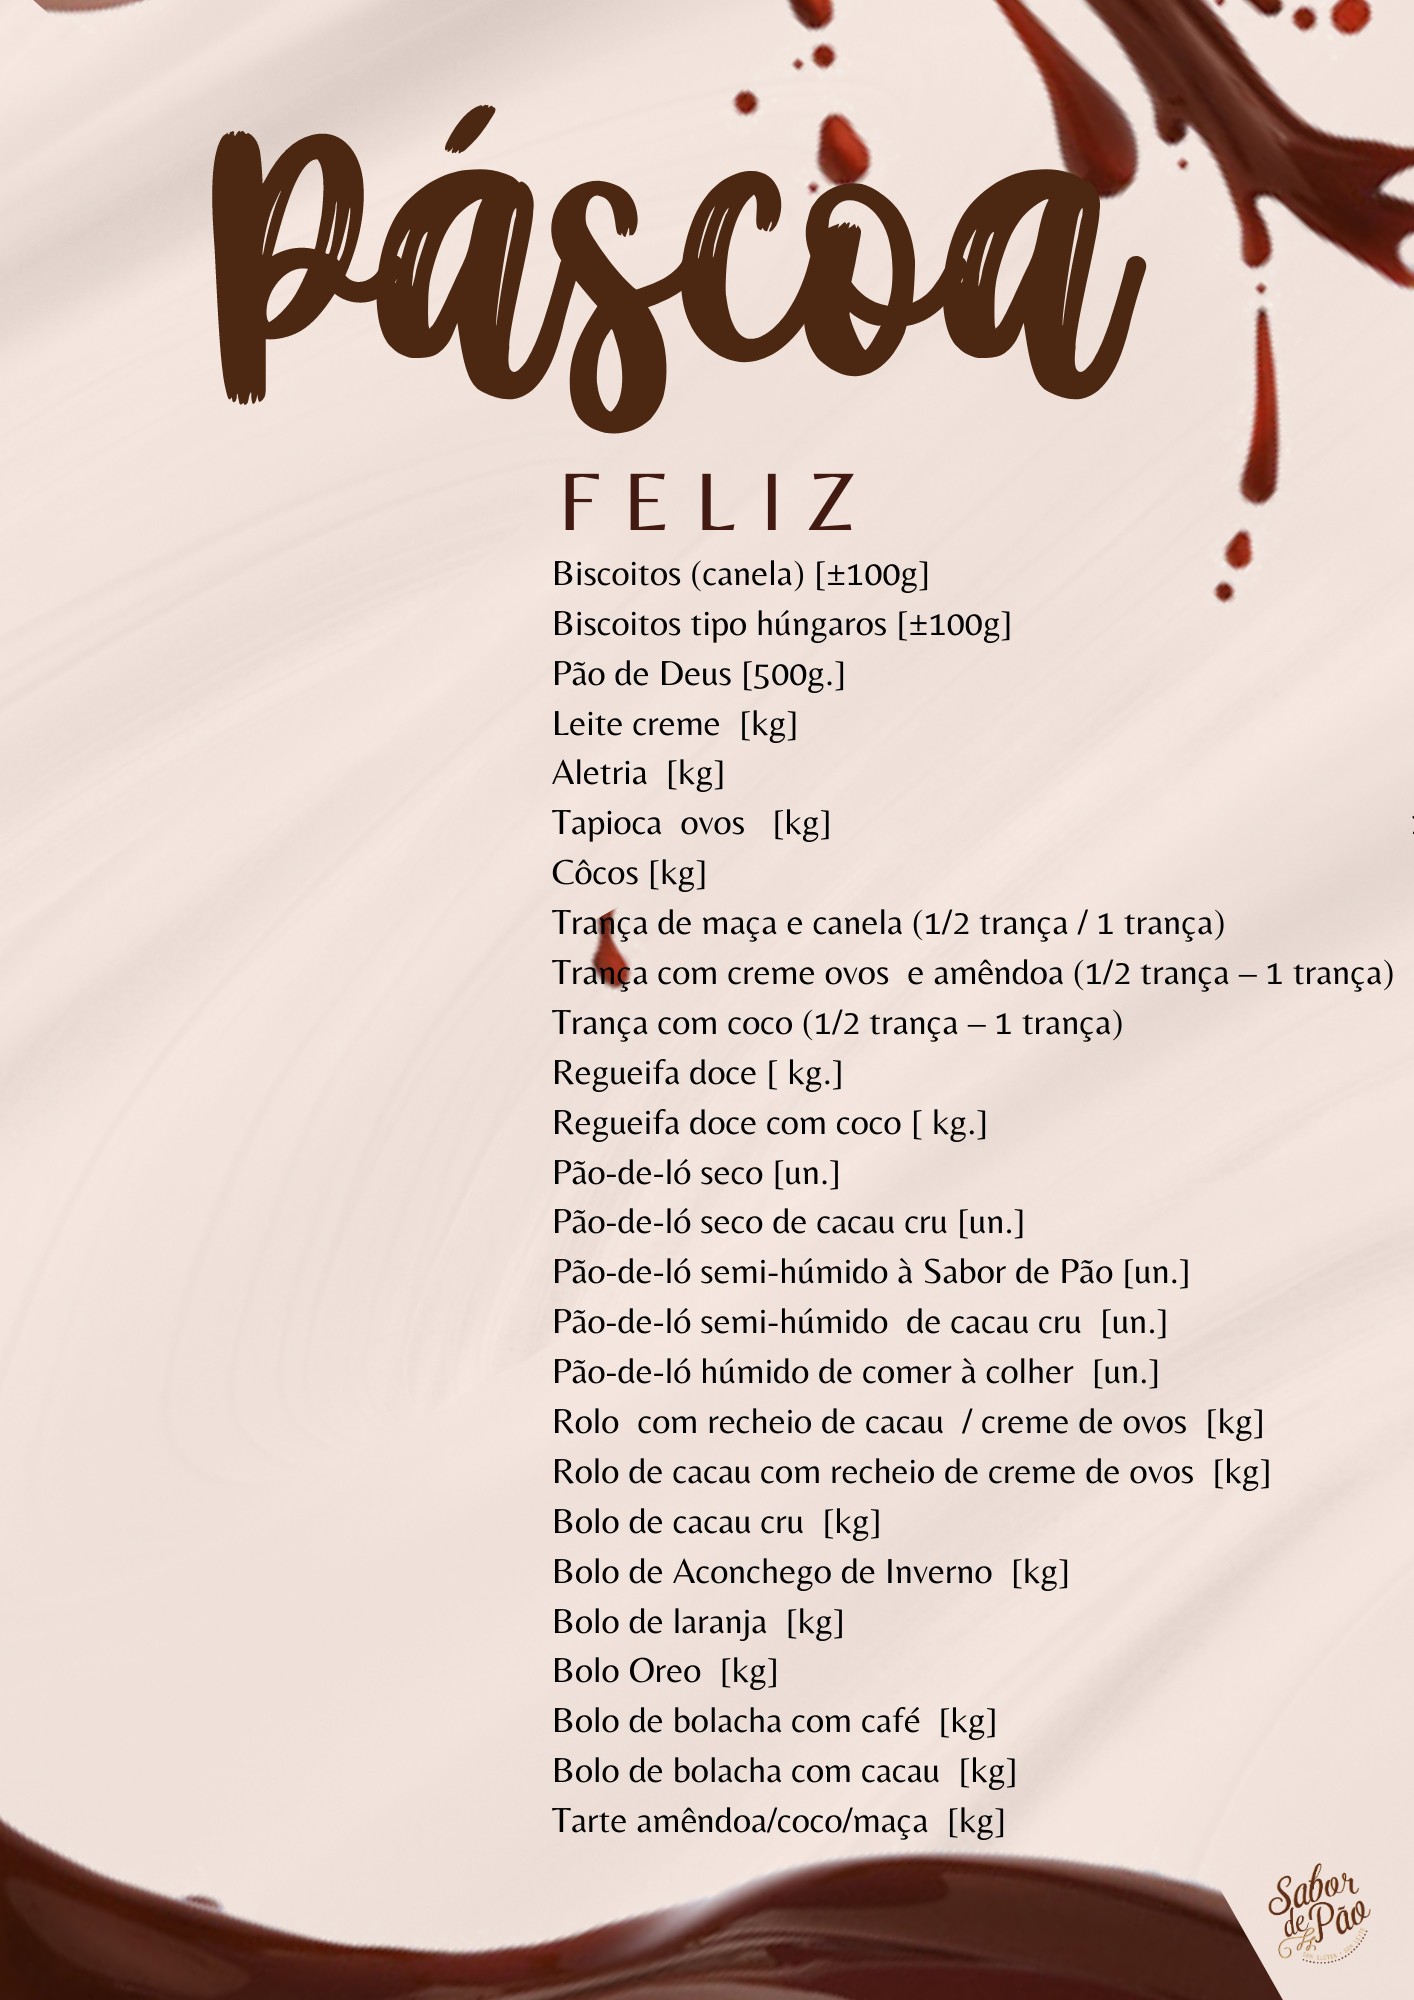 páscoa
FELIZ
Biscoitos (canela) [±100g]
Biscoitos tipo húngaros [±100g]
Pão de Deus [500g.]
Leite creme [kg]
Aletria [kg]
Tapioca ovos [kg]
Côcos [kg]
Trança de maça e canela (1/2 trança / 1 trança)
Trança com creme ovos e amêndoa (1/2 trança – 1 trança)
Trança com coco (1/2 trança – 1 trança)
Regueifa doce [ kg.]
Regueifa doce com coco [ kg.]
Pão-de-ló seco [un.]
Pão-de-ló seco de cacau cru [un.]
Pão-de-ló semi-húmido à Sabor de Pão [un.]
Pão-de-ló semi-húmido de cacau cru [un.]
Pão-de-ló húmido de comer à colher [un.]
Rolo com recheio de cacau / creme de ovos [kg]
Rolo de cacau com recheio de creme de ovos [kg]
Bolo de cacau cru [kg]
Bolo de Aconchego de Inverno [kg]
Bolo de laranja [kg]
Bolo Oreo [kg]
Bolo de bolacha com café [kg]
Bolo de bolacha com cacau [kg]
Tarte amêndoa/coco/maça [kg]
Sabor
de Pão